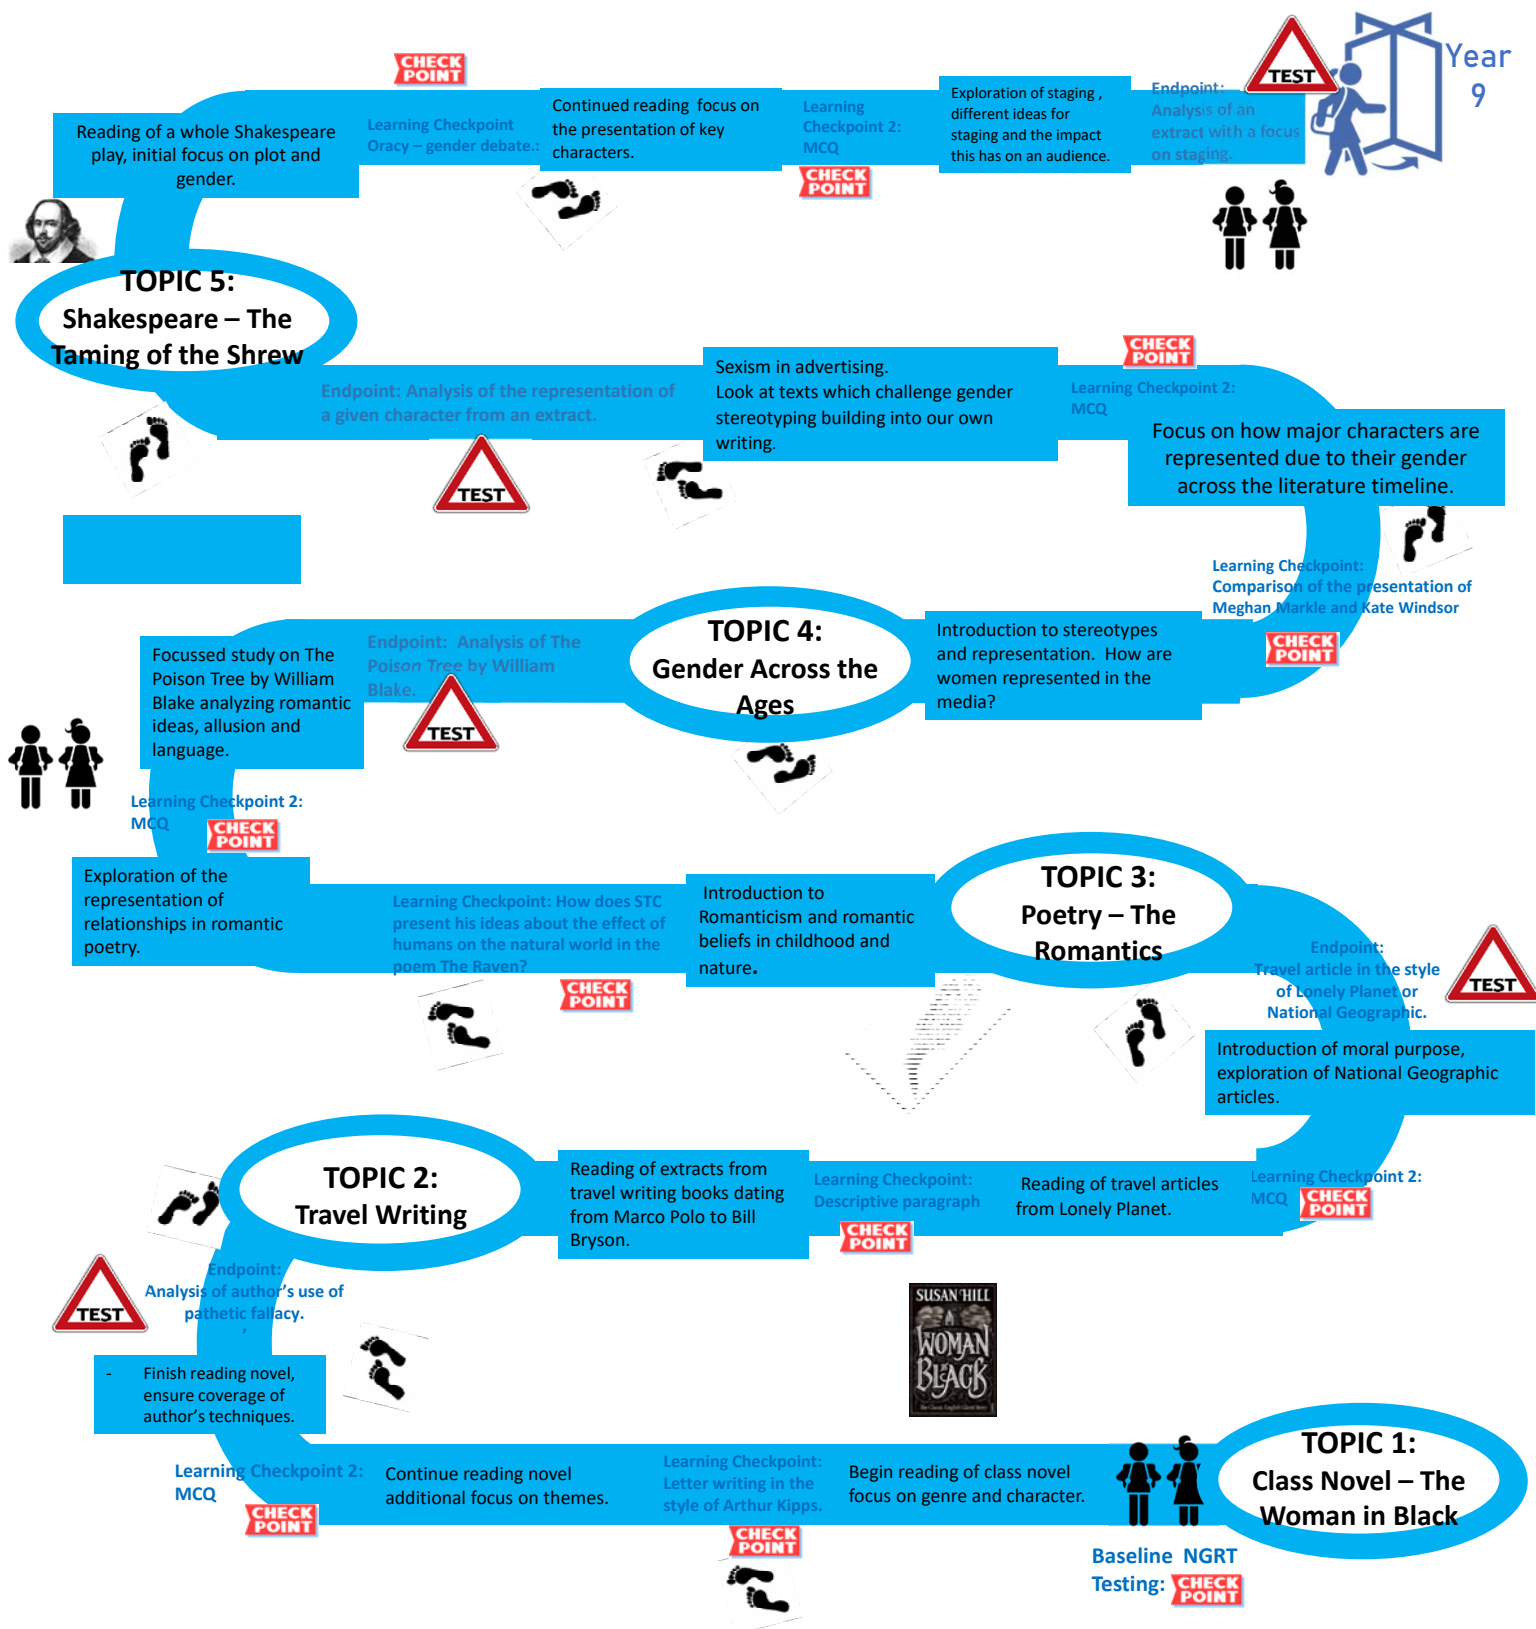 CHECK
POINT
TEST
Year
9
Reading of a whole Shakespeare
play, initial focus on plot and
gender.
Learning Checkpoint
Oracy – gender debate.:
Continued reading  focus on
the presentation of key
characters.
Learning
Checkpoint 2:
MCQ
CHECK
POINT
Exploration of staging ,
different ideas for
staging and the impact
this has on an audience.
Endpoint:
Analysis of an
extract with a focus
on staging.
TOPIC 5:
Shakespeare – The
Taming of the Shrew
Endpoint: Analysis of the representation of
a given character from an extract.
TEST
Sexism in advertising.
Look at texts which challenge gender
stereotyping building into our own
writing.
CHECK
POINT
Learning Checkpoint 2:
MCQ
Focus on how major characters are
represented due to their gender
across the literature timeline.
Learning Checkpoint:
Comparison of the presentation of
Meghan Markle and Kate Windsor
CHECK
POINT
Focussed study on The
Poison Tree by William
Blake analyzing romantic
ideas, allusion and
language.
Endpoint:  Analysis of The
Poison Tree by William
Blake.
TEST
TOPIC 4:
Gender Across the
Ages
Introduction to stereotypes
and representation.  How are
women represented in the
media?
Learning Checkpoint 2:
MCQ
CHECK
POINT
Exploration of the
representation of
relationships in romantic
poetry.
Learning Checkpoint: How does STC
present his ideas about the effect of
humans on the natural world in the
poem The Raven?
CHECK
POINT
Introduction to
Romanticism and romantic
beliefs in childhood and
nature.
TOPIC 3:
Poetry – The
Romantics
Endpoint:
Travel article in the style
of Lonely Planet or
National Geographic.
TEST
Introduction of moral purpose,
exploration of National Geographic
articles.
TOPIC 2:
Travel Writing
Reading of extracts from
travel writing books dating
from Marco Polo to Bill
Bryson.
Learning Checkpoint:
Descriptive paragraph
CHECK
POINT
Reading of travel articles
from Lonely Planet.
Learning Checkpoint 2:
MCQ
CHECK
POINT
TEST
Endpoint:
Analysis of author's use of
pathetic fallacy.
'
SUSAN HILL
WOMAN
BLACK
- Finish reading novel,
ensure coverage of
author's techniques.
Learning Checkpoint 2:
MCQ
CHECK
POINT
Continue reading novel
additional focus on themes.
Learning Checkpoint:
Letter writing in the
style of Arthur Kipps.
CHECK
POINT
Begin reading of class novel
focus on genre and character.
TOPIC 1:
Class Novel – The
Woman in Black
Baseline  NGRT
Testing:
CHECK
POINT